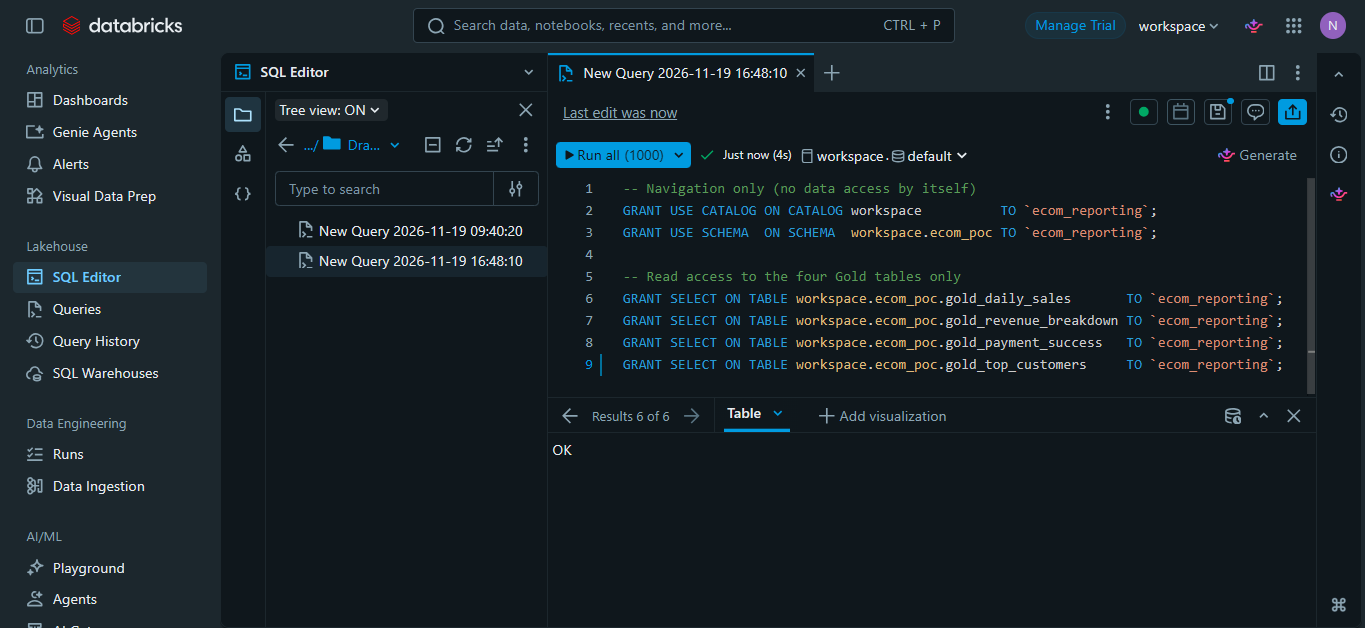 databricks
Search data, notebooks, recents, and more...
CTRL + P
Manage Trial
workspace
N
Analytics
Dashboards
Genie Agents
Alerts
Visual Data Prep
Lakehouse
SQL Editor
Queries
Query History
SQL Warehouses
Data Engineering
Runs
Data Ingestion
AI/ML
Playground
Agents
SQL Editor
Tree view: ON
.../ Dra...
Type to search
New Query 2026-11-19 09:40:20
New Query 2026-11-19 16:48:10
New Query 2026-11-19 16:48:10
Last edit was now
Run all (1000)
Just now (4s)
workspace. default
Generate
1 -- Navigation only (no data access by itself)
2 GRANT USE CATALOG ON CATALOG workspace TO `ecom_reporting`;
3 GRANT USE SCHEMA ON SCHEMA workspace.ecom_poc TO `ecom_reporting`;
4
5 -- Read access to the four Gold tables only
6 GRANT SELECT ON TABLE workspace.ecom_poc.gold_daily_sales TO `ecom_reporting`;
7 GRANT SELECT ON TABLE workspace.ecom_poc.gold_revenue_breakdown TO `ecom_reporting`;
8 GRANT SELECT ON TABLE workspace.ecom_poc.gold_payment_success TO `ecom_reporting`;
9 GRANT SELECT ON TABLE workspace.ecom_poc.gold_top_customers TO `ecom_reporting`;
Results 6 of 6
Table
Add visualization
OK